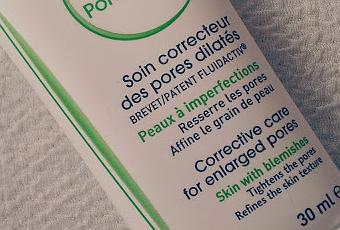 Por
Soin correcteur
des pores dilatés
BREVET/PATENT FLUIDACTIV®
Peaux à imperfections
Resserre les pores
Affine le grain de peau
Corrective care
for enlarged pores
Skin with blemishes
Tightens the pores
Refines the skin texture
30 ml e